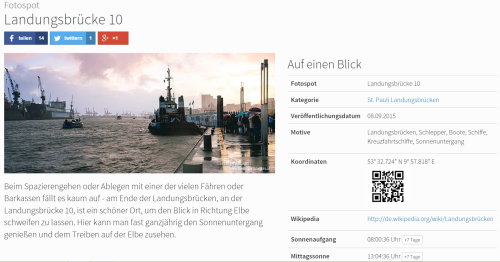 Fotospot
Landungsbrücke 10
teilen 14
twittern 1
+1
Beim Spazierengehen oder Ablegen mit einer der vielen Fähren oder
Barkassen fällt es kaum auf - am Ende der Landungsbrücken, an der
Landungsbrücke 10, ist ein schöner Ort, um den Blick in Richtung Elbe
schweifen zu lassen. Hier kann man fast ganzjährig den Sonnenuntergang
genießen und dem Treiben auf der Elbe zusehen.
Auf einen Blick
Fotospot Landungsbrücke 10
Kategorie St. Pauli Landungsbrücken
Veröffentlichungsdatum 08.09.2015
Motive Landungsbrücken, Schlepper, Boote, Schiffe,
Kreuzfahrtschiffe, Sonnenuntergang
Koordinaten 53° 32.724" N 9° 57.818" E
Wikipedia http://de.wikipedia.org/wiki/Landungsbrücken
Sonnenaufgang 08:00:36 Uhr +7 Tage
Mittagssonne 13:04:36 Uhr +7 Tage